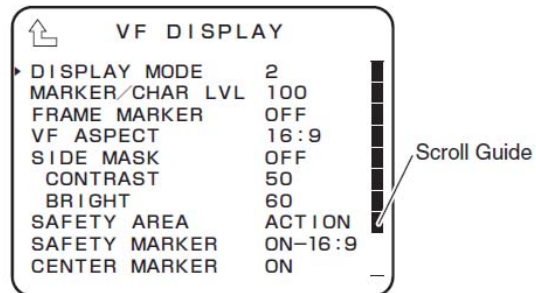 VF DISPLAY
DISPLAY MODE 2
MARKER/CHAR LVL 100
FRAME MARKER OFF
VF ASPECT 16:9
SIDE MASK OFF
CONTRAST 50
BRIGHT 60
SAFETY AREA ACTION
SAFETY MARKER ON-16:9
CENTER MARKER ON
Scroll Guide